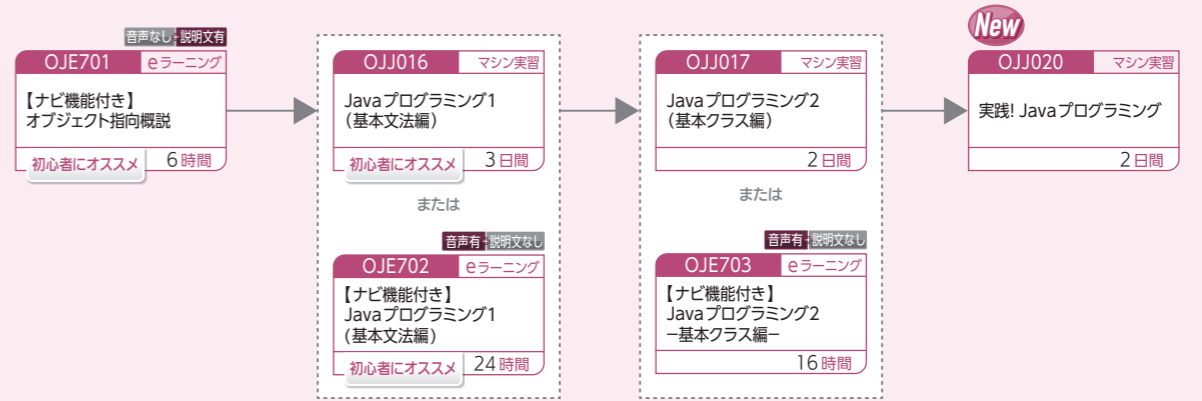 音声なし・説明文有
OJE701 eラーニング
【ナビ機能付き】
オブジェクト指向概説
初心者にオススメ 6時間
OJJ016 マシン実習
Javaプログラミング1
(基本文法編)
初心者にオススメ 3日間
または
音声有・説明文なし
OJE702 eラーニング
【ナビ機能付き】
Javaプログラミング1
(基本文法編)
初心者にオススメ 24時間
OJJ017 マシン実習
Javaプログラミング2
(基本クラス編)
2日間
または
音声有・説明文なし
OJE703 eラーニング
【ナビ機能付き】
Javaプログラミング2
−基本クラス編−
16時間
New
OJJ020 マシン実習
実践! Javaプログラミング
2日間